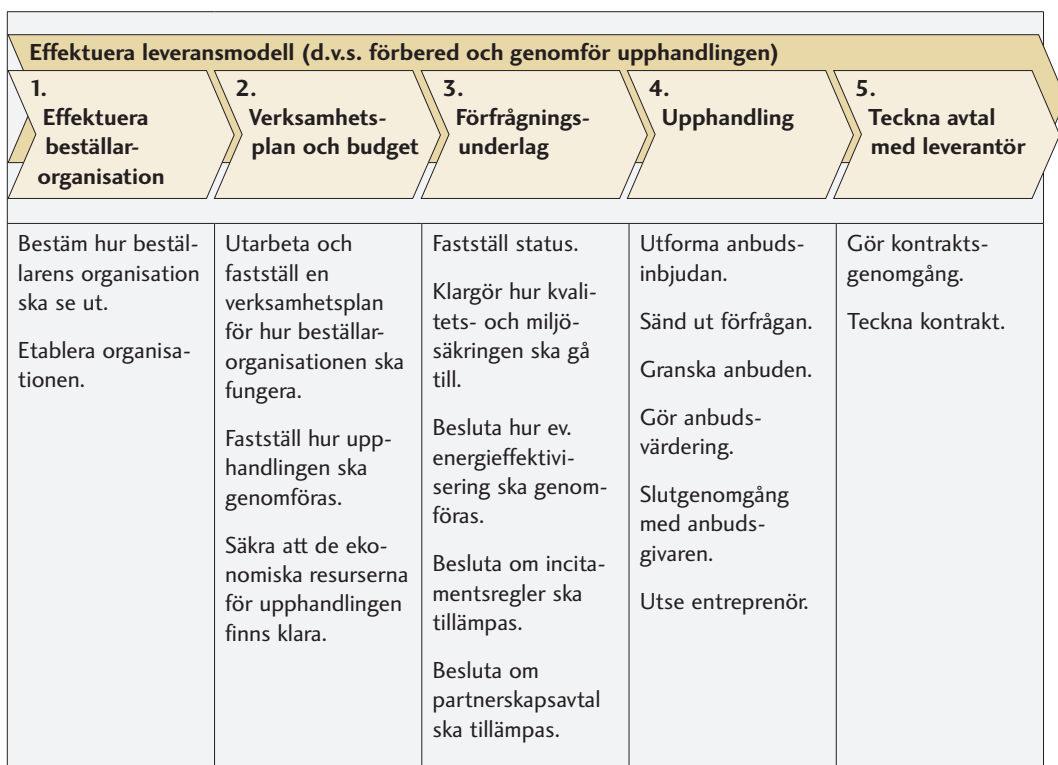 Effektuera leveransmodell (d.v.s. förbered och genomför upphandlingen)
1.
Effektuera
beställar-
organisation
2.
Verksamhets-
plan och budget
3.
Förfrågnings-
underlag
4.
Upphandling
5.
Teckna avtal
med leverantör
Bestäm hur bestäl-
larens organisation
ska se ut.
Etablera organisa-
tionen.
Utarbeta och
fastställ en
verksamhetsplan
för hur beställar-
organisationen ska
fungera.
Fastställ hur upp-
handlingen ska
genomföras.
Säkra att de eko-
nomiska resurserna
för upphandlingen
finns klara.
Fastställ status.
Klargör hur kvali-
tets- och miljö-
säkringen ska gå
till.
Besluta hur ev.
energieffektivi-
sering ska genom-
föras.
Besluta om incita-
mentsregler ska
tillämpas.
Besluta om
partnerskapsavtal
ska tillämpas.
Utforma anbuds-
inbjudan.
Sänd ut förfrågan.
Granska anbuden.
Gör anbuds-
värdering.
Slutgenomgång
med anbuds-
givaren.
Utse entreprenör.
Gör kontrakts-
genomgång.
Teckna kontrakt.